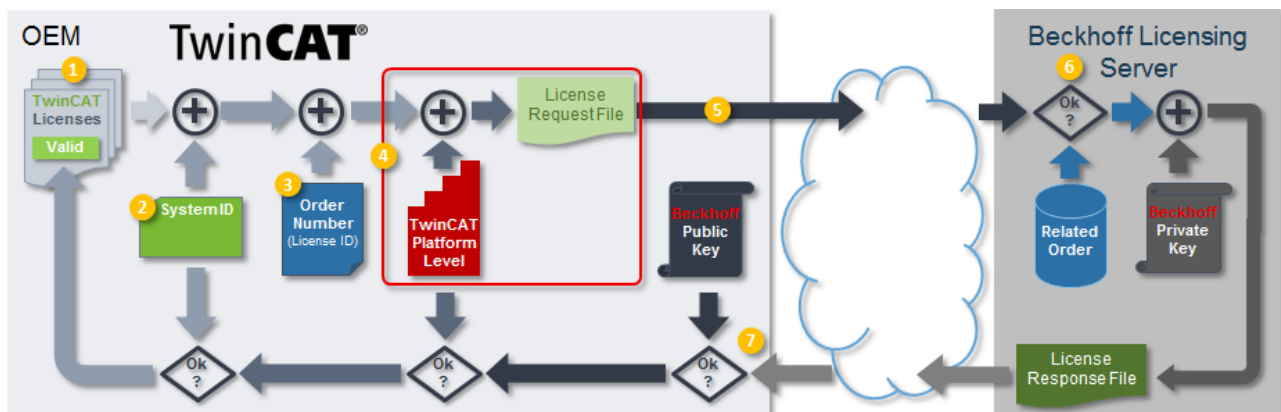 OEM
TwinCAT®
Beckhoff Licensing
Server
1
TwinCAT
Licenses
Valid
License
Request File
5
6
Ok
?
4
2
SystemID
3
Order
Number
(License ID)
TwinCAT
Platform
Level
Beckhoff
Public
Key
Related
Order
Beckhoff
Private
Key
Ok
?
Ok
?
Ok
?
7
License
Response File